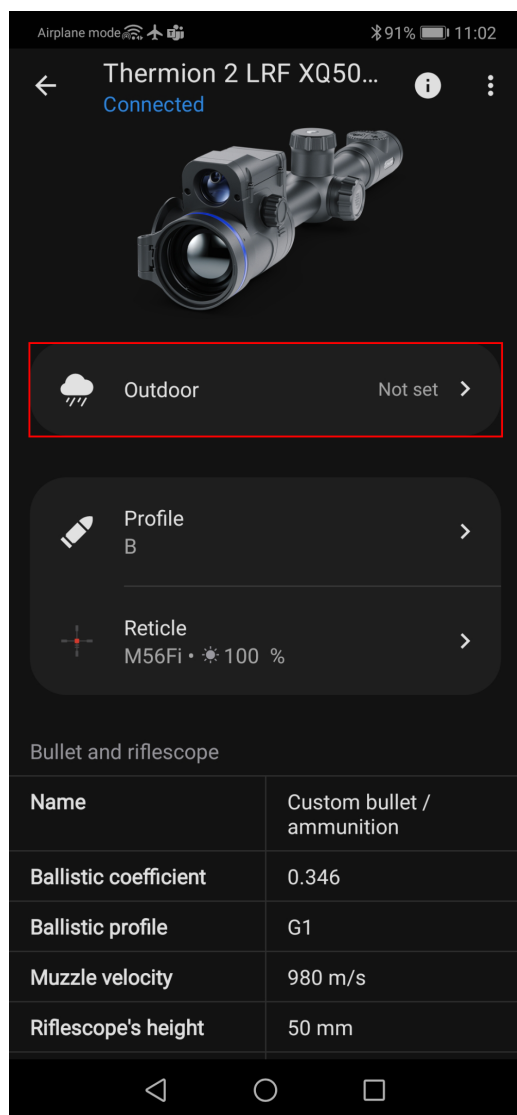 Airplane mode 91% 11:02
Thermion 2 LRF XQ50...
Connected
Outdoor Not set
Profile
B
Reticle
M56Fi • 100 %
Bullet and riflescope
Name Custom bullet /
ammunition
Ballistic coefficient 0.346
Ballistic profile G1
Muzzle velocity 980 m/s
Riflescope's height 50 mm